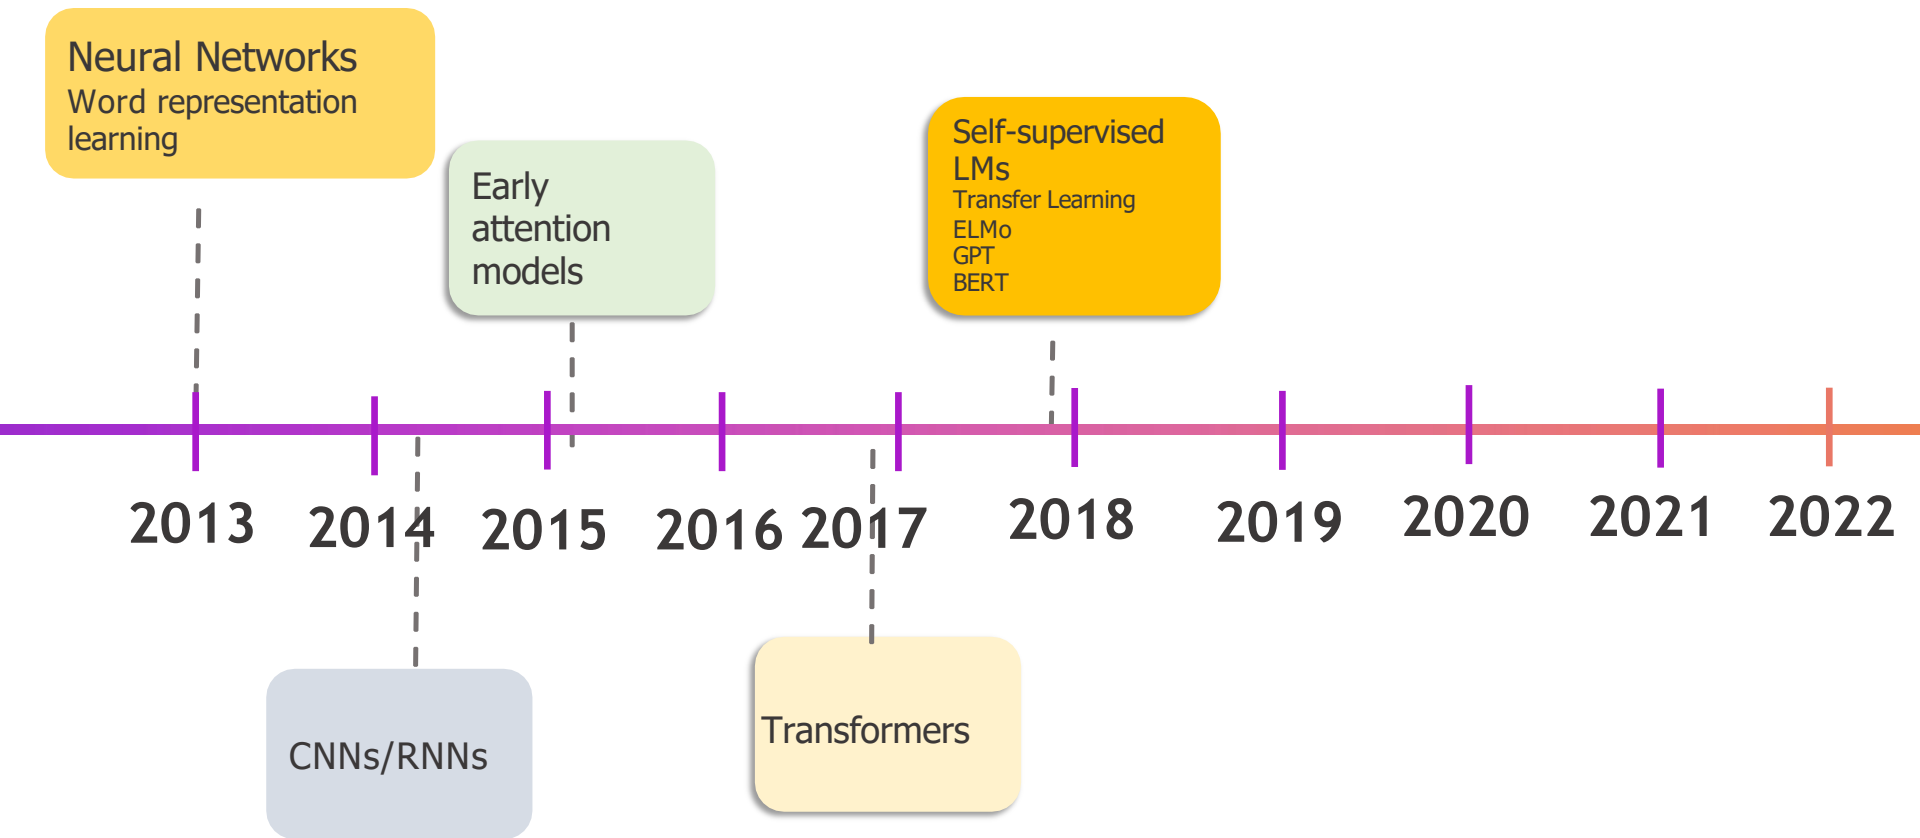 Neural Networks
Word representation
learning
Early
attention
models
Self-supervised
LMs
Transfer Learning
ELMo
GPT
BERT
2013
2014
2015
2016
2017
2018
2019
2020
2021
2022
CNNs/RNNs
Transformers